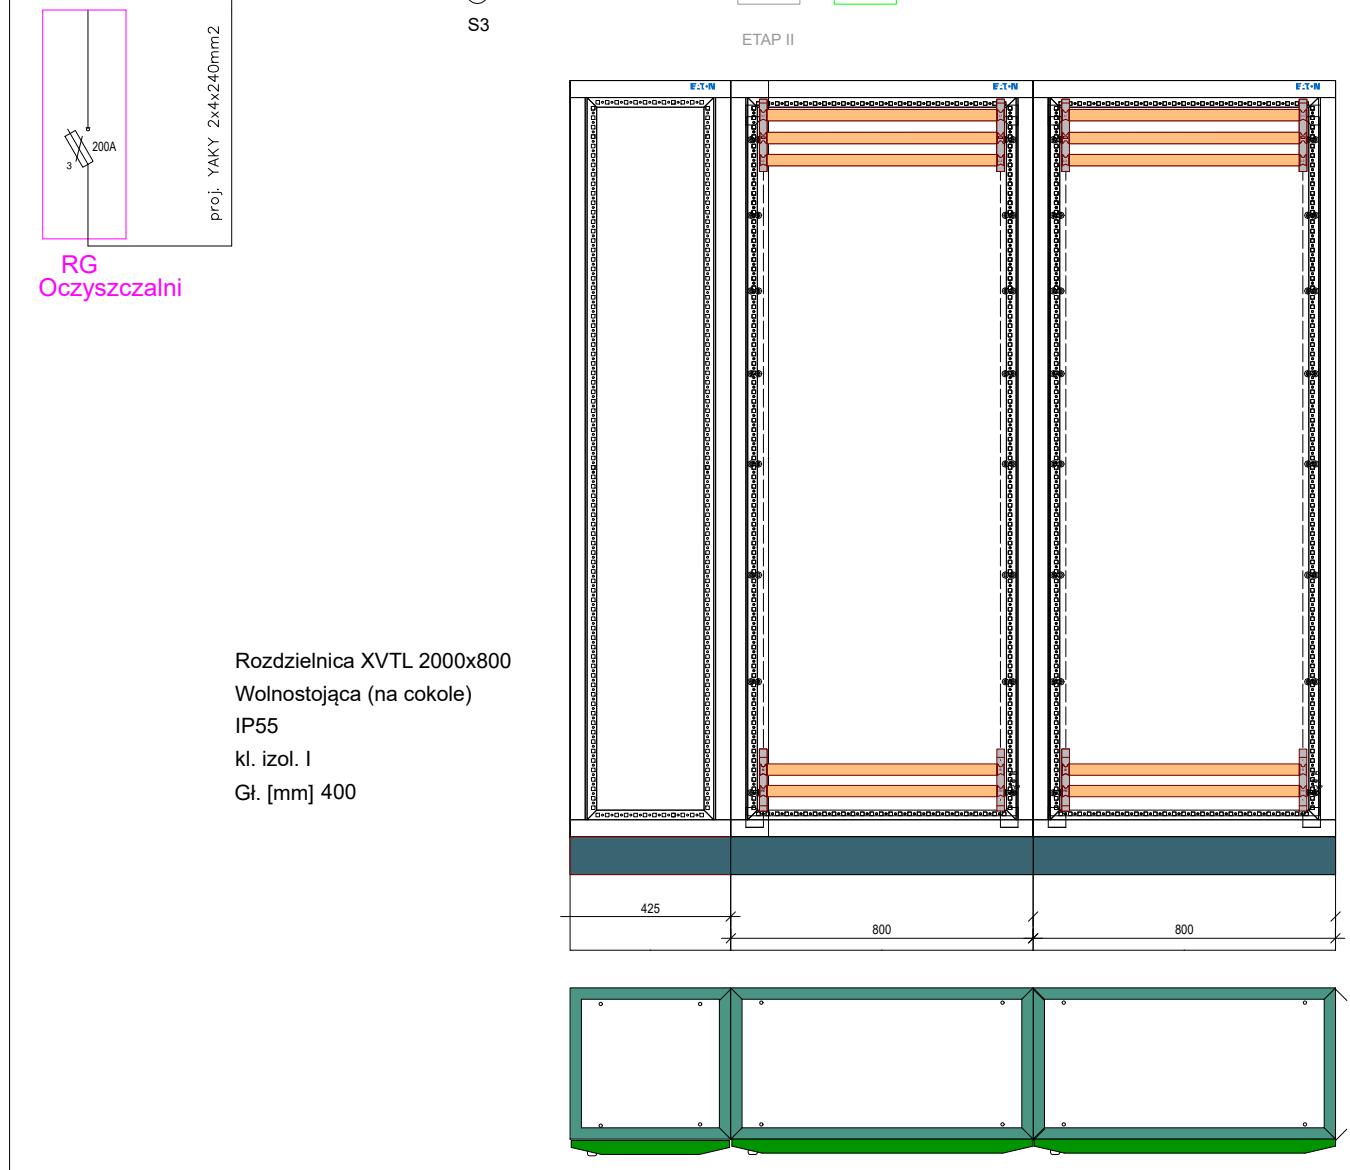 S3
ETAP II
proj. YAKY 2x4x240mm2
200A
3
RG
Oczyszczalni
EATON
EATON
EATON
Rozdzielnica XVTL 2000x800
Wolnostojąca (na cokole)
IP55
kl. izol. I
Gł. [mm] 400
425
800
800